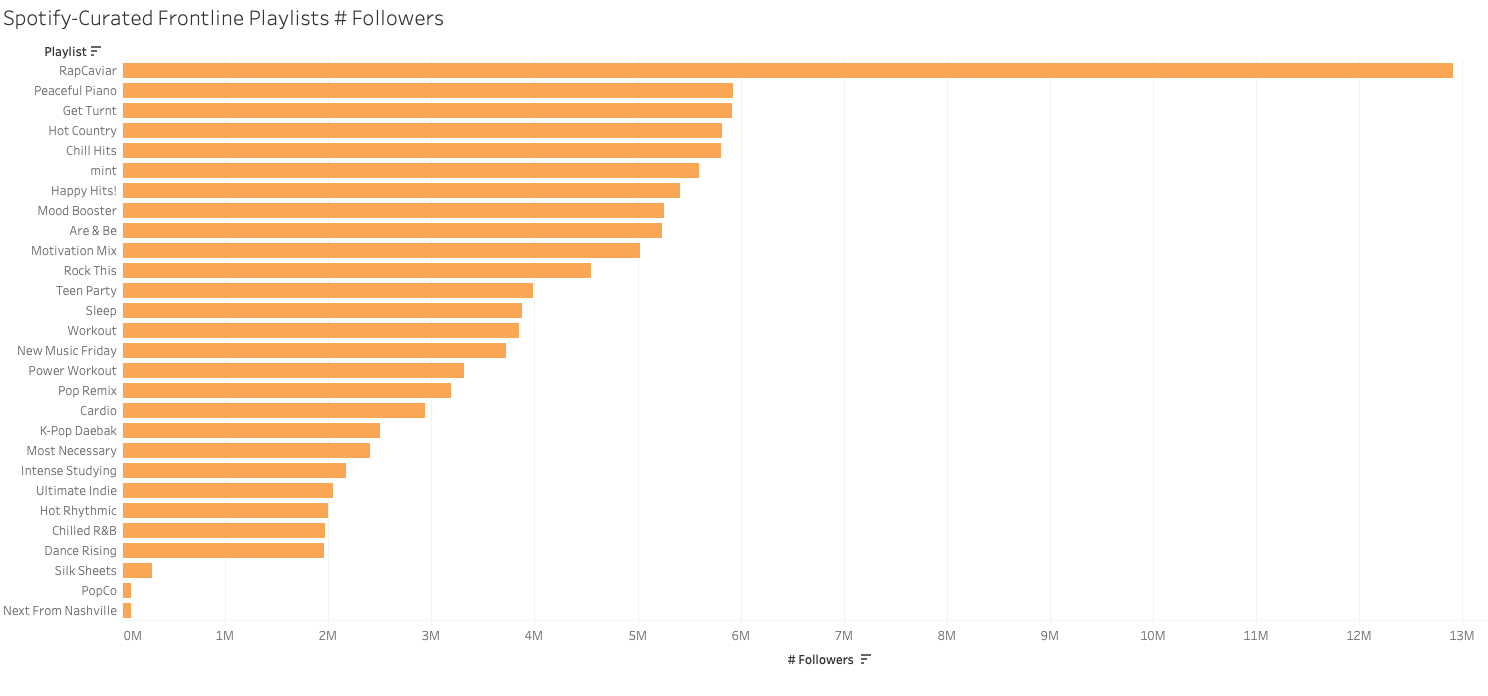 Spotify-Curated Frontline Playlists # Followers
Playlist
RapCaviar
Peaceful Piano
Get Turnt
Hot Country
Chill Hits
mint
Happy Hits!
Mood Booster
Are & Be
Motivation Mix
Rock This
Teen Party
Sleep
Workout
New Music Friday
Power Workout
Pop Remix
Cardio
K-Pop Daebak
Most Necessary
Intense Studying
Ultimate Indie
Hot Rhythmic
Chilled R&B
Dance Rising
Silk Sheets
PopCo
Next From Nashville
0M 1M 2M 3M 4M 5M 6M 7M 8M 9M 10M 11M 12M 13M
# Followers